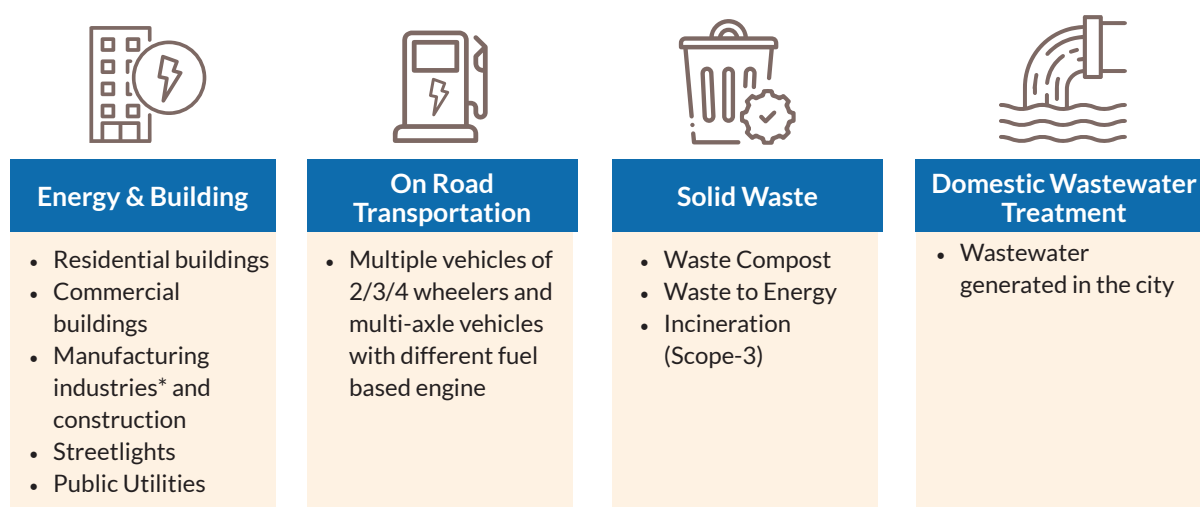 Energy & Building
• Residential buildings
• Commercial
buildings
• Manufacturing
industries* and
construction
• Streetlights
• Public Utilities
On Road
Transportation
• Multiple vehicles of
2/3/4 wheelers and
multi-axle vehicles
with different fuel
based engine
Solid Waste
• Waste Compost
• Waste to Energy
• Incineration
(Scope-3)
Domestic Wastewater
Treatment
• Wastewater
generated in the city